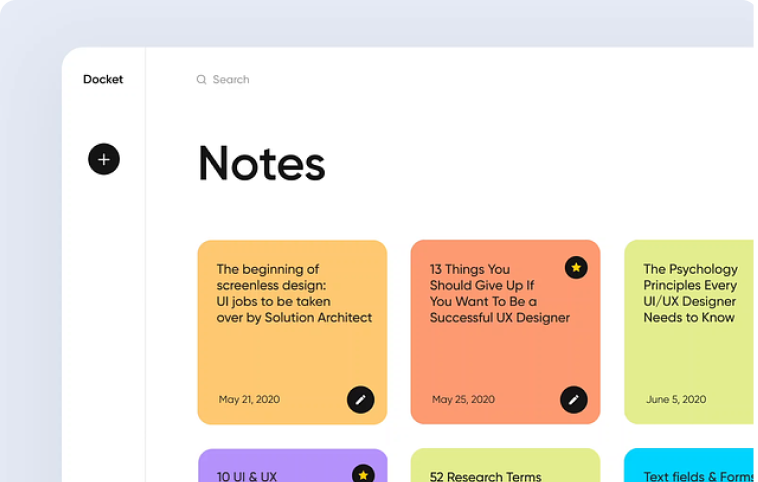 Docket
Search
Notes
The beginning of
screenless design:
UI jobs to be taken
over by Solution Architect
May 21, 2020
13 Things You
Should Give Up If
You Want To Be a
Successful UX Designer
May 25, 2020
The Psychology
Principles Every
UI/UX Designer
Needs to Know
June 5, 2020
10 UI & UX
52 Research Terms
Text fields & Forms